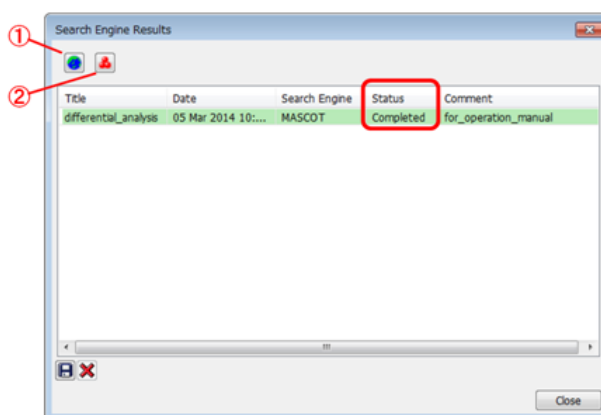 Search Engine Results
①
②
Title Date Search Engine Status Comment
differential_analysis 05 Mar 2014 10:... MASCOT Completed for_operation_manual
Close